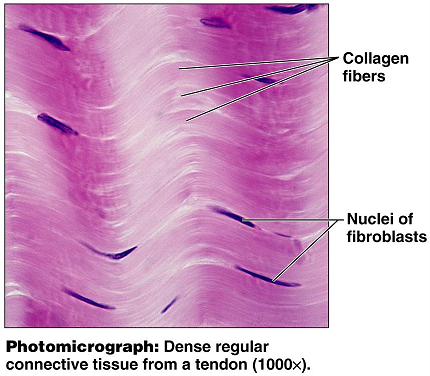 Collagen
fibers
Nuclei of
fibroblasts
Photomicrograph: Dense regular
connective tissue from a tendon (1000×).